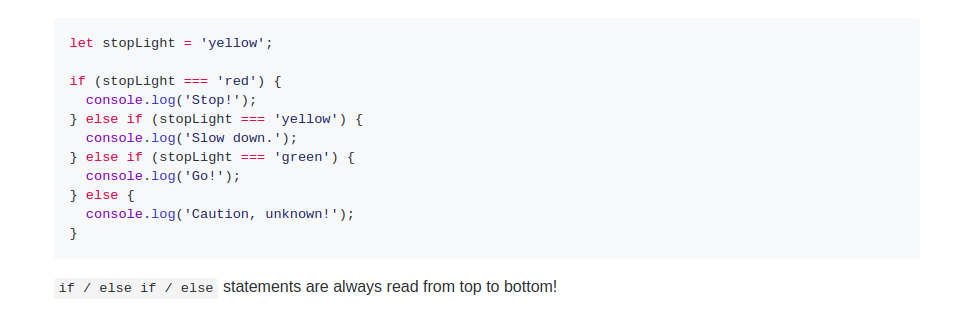 let stopLight = 'yellow';

if (stopLight === 'red') {
  console.log('Stop!');
} else if (stopLight === 'yellow') {
  console.log('Slow down.');
} else if (stopLight === 'green') {
  console.log('Go!');
} else {
  console.log('Caution, unknown!');
}
if / else if / else statements are always read from top to bottom!